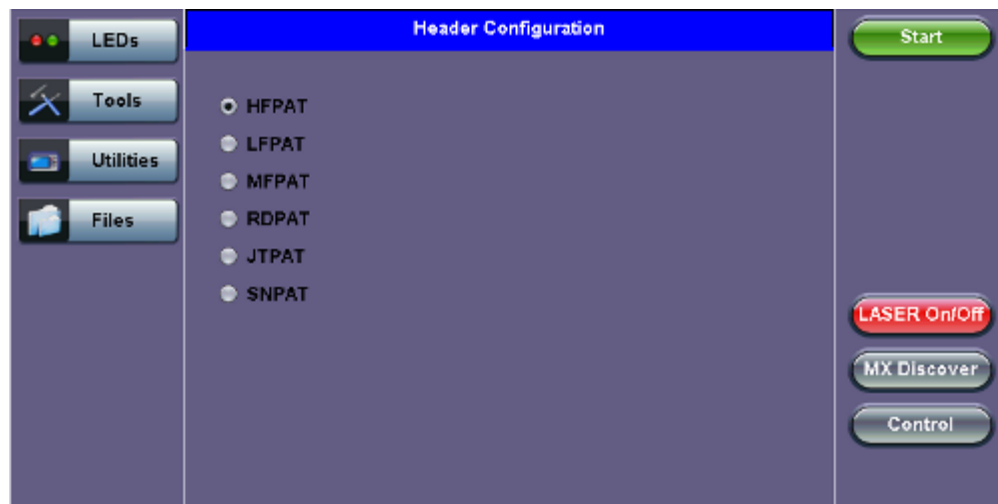 LEDs
Tools
Utilities
Files
Header Configuration
HFPAT
LFPAT
MFPAT
RDPAT
JTPAT
SNPAT
Start
LASER On/Off
MX Discover
Control